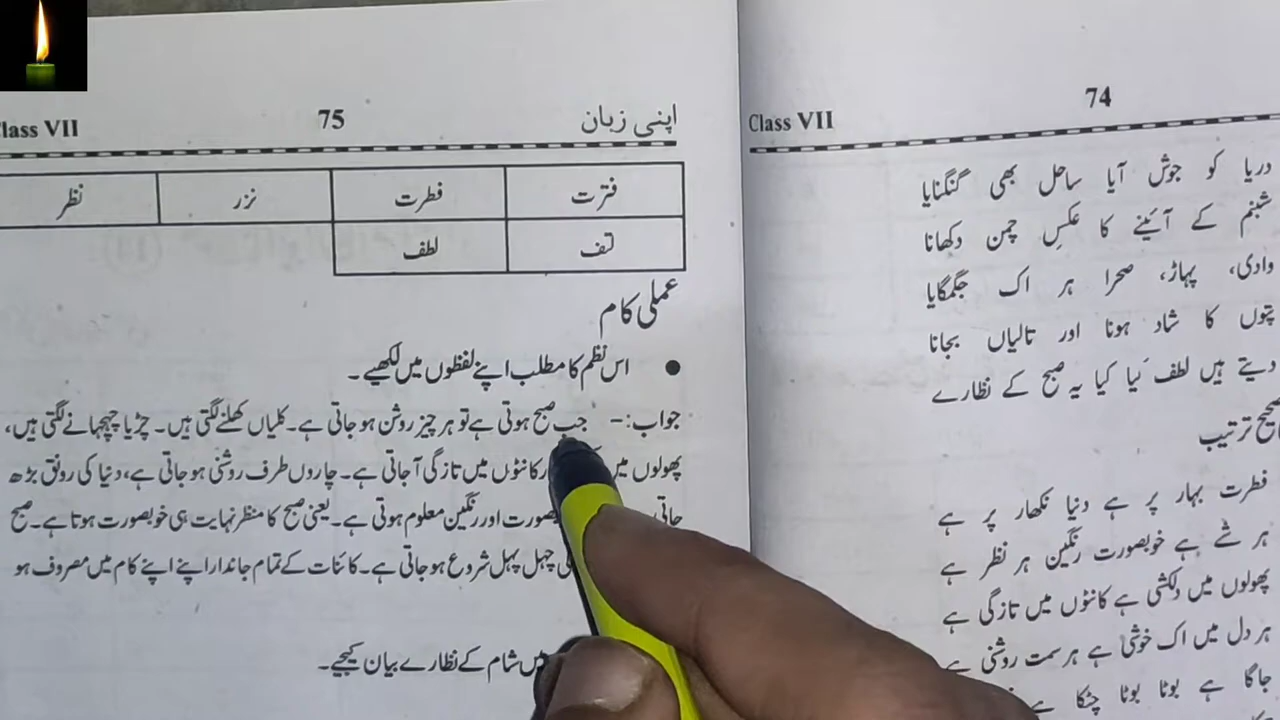 اپنی زبان 75 Class VII
فترت فطرت نزر نظر
تف لطف
عملی کام
● اس نظم کا مطلب اپنے لفظوں میں لکھیے۔
جواب:- جب صبح ہوتی ہے تو ہر چیز روشن ہو جاتی ہے۔ کلیاں کھلنے لگتی ہیں۔ چڑیا چہچہانے لگتی ہیں،
پھولوں میں کانٹوں میں تازگی آ جاتی ہے۔ چاروں طرف روشنی ہو جاتی ہے، دنیا کی رونق بڑھ
جاتی اور رنگین معلوم ہوتی ہے۔ یعنی صبح کا منظر نہایت ہی خوبصورت ہوتا ہے۔ صبح
چہل پہل شروع ہو جاتی ہے۔ کائنات کے تمام جاندار اپنے اپنے کام میں مصروف ہو
میں شام کے نظارے بیان کیجیے۔
74 Class VII
دریا کو جوش آیا ساحل بھی گنگنایا
شبنم کے آئینے کا عکسِ چمن دکھانا
وادی، پہاڑ، صحرا ہر اک جگمگایا
پتوں کا شاد ہونا اور تالیاں بجانا
دیتے ہیں لطف کیا کیا یہ صبح کے نظارے
صحیح ترتیب
فطرت بہار پر ہے دنیا نکھار پر ہے
ہر شے ہے خوبصورت رنگین ہر نظر ہے
پھولوں میں دلکشی ہے کانٹوں میں تازگی ہے
ہر دل میں اک خوشی ہے ہر سمت روشنی ہے
جاگا ہے بوٹا بوٹا چٹکا ہے